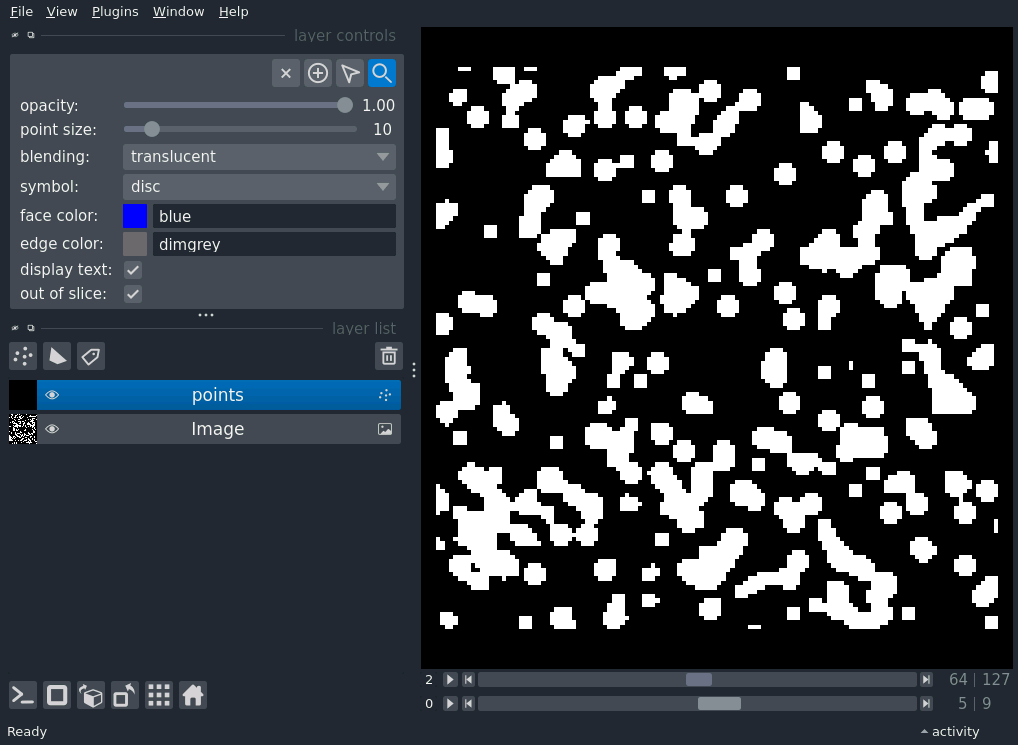 File View Plugins Window Help
layer controls
opacity: 1.00
point size: 10
blending: translucent
symbol: disc
face color: blue
edge color: dimgrey
display text:
out of slice:
layer list
points
Image
2 64 | 127
0 5 | 9
Ready activity